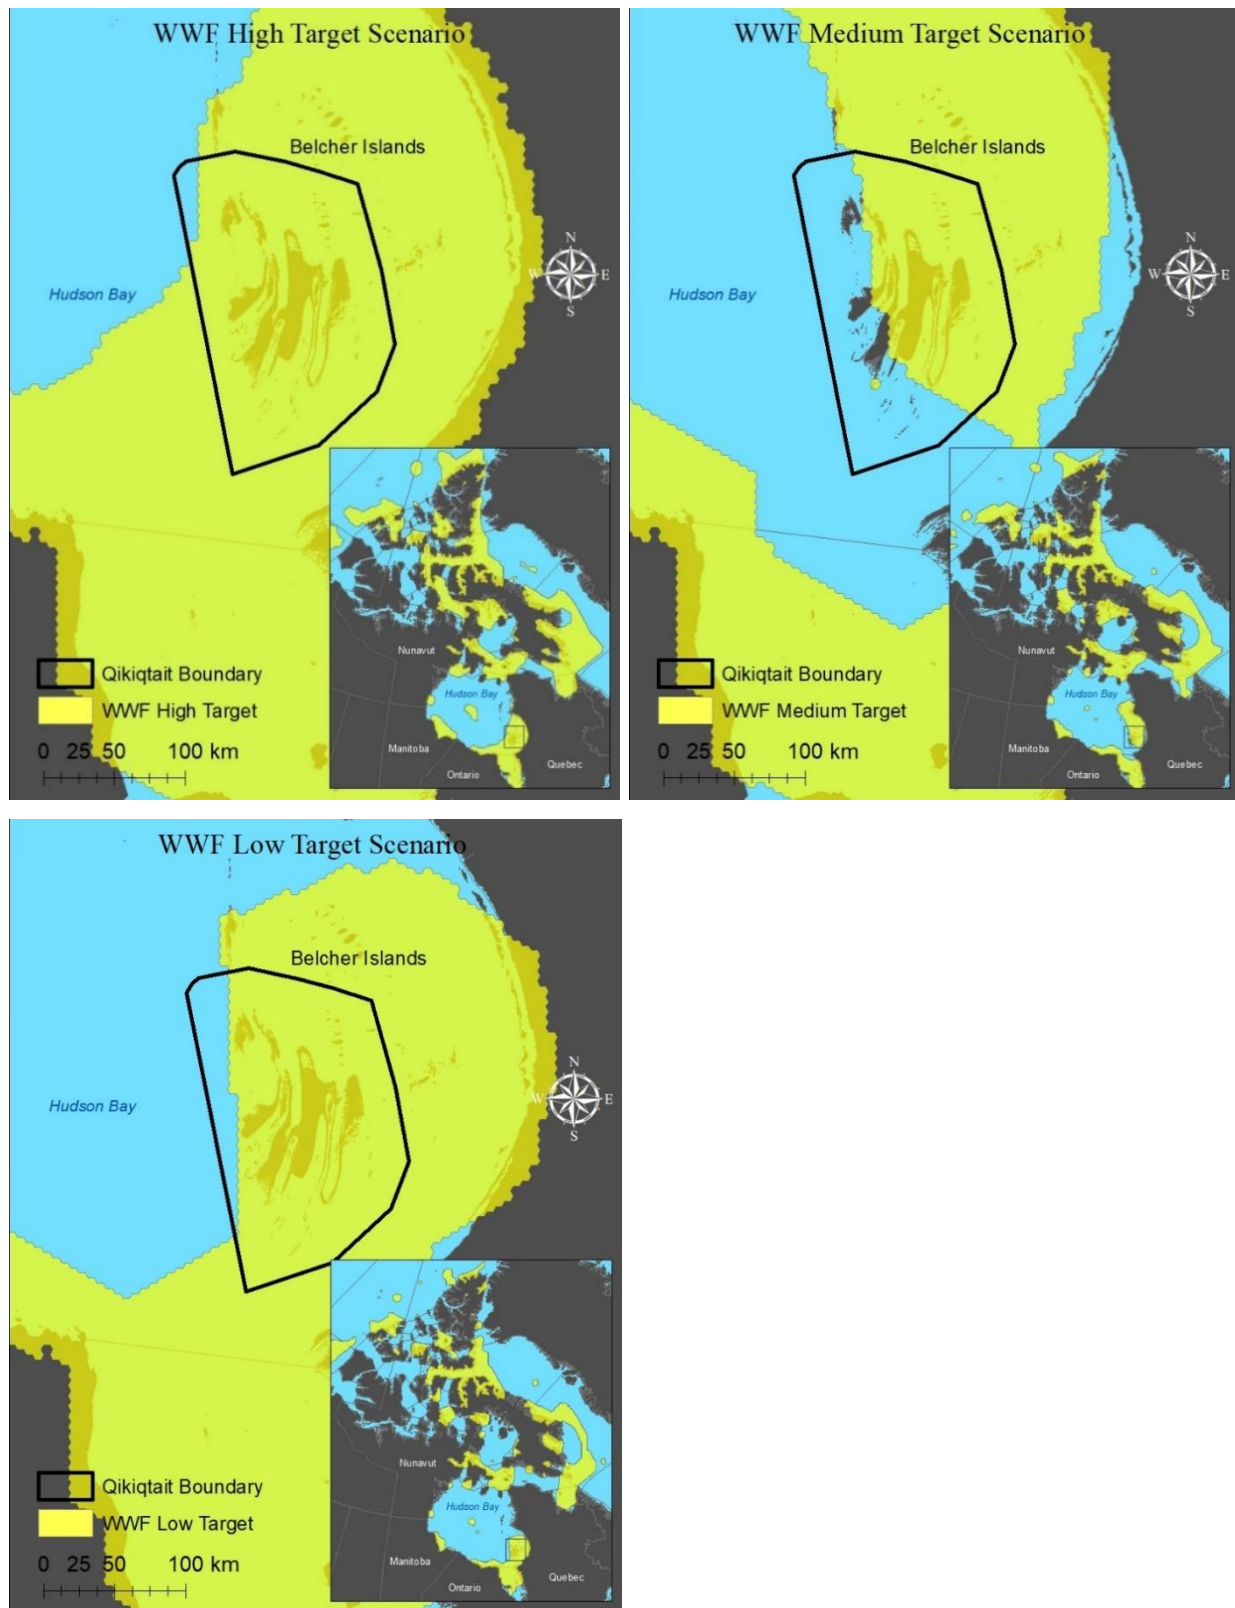 WWF High Target Scenario
Belcher Islands
N
W E
S
Hudson Bay
Nunavut
Hudson Bay
Manitoba
Ontario
Quebec
Qikiqtait Boundary
WWF High Target
0 25 50 100 km
WWF Medium Target Scenario
Belcher Islands
N
W E
S
Hudson Bay
Nunavut
Hudson Bay
Manitoba
Ontario
Quebec
Qikiqtait Boundary
WWF Medium Target
0 25 50 100 km
WWF Low Target Scenario
Belcher Islands
N
W E
S
Hudson Bay
Nunavut
Hudson Bay
Manitoba
Ontario
Quebec
Qikiqtait Boundary
WWF Low Target
0 25 50 100 km